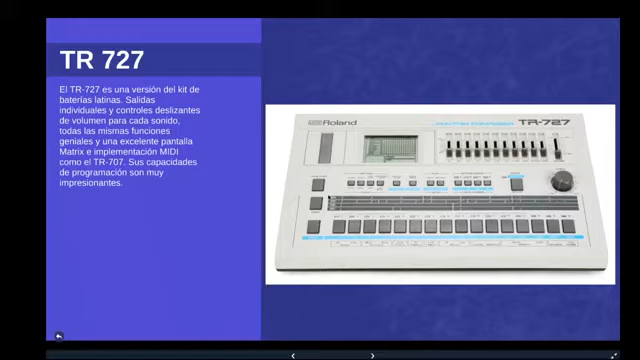 TR 727
El TR-727 es una versión del kit de
baterías latinas. Salidas
individuales y controles deslizantes
de volumen para cada sonido,
todas las mismas funciones
geniales y una excelente pantalla
Matrix e implementación MIDI
como el TR-707. Sus capacidades
de programación son muy
impresionantes.
Roland
TR-727